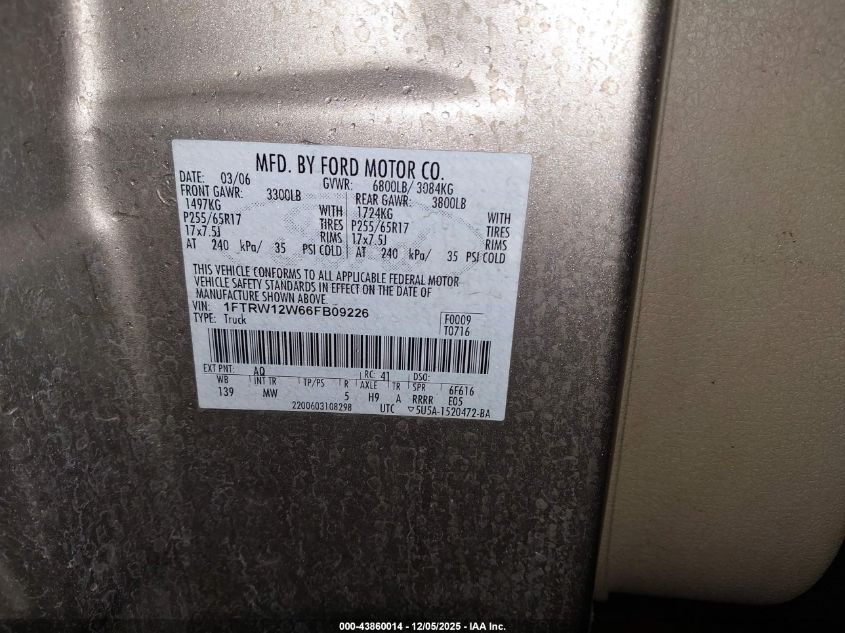 MFD. BY FORD MOTOR CO.
DATE: 03/06 GVWR: 6800LB/ 3084KG
FRONT GAWR: 3300LB REAR GAWR: 3800LB
1497KG WITH 1724KG WITH
P255/65R17 TIRES P255/65R17 TIRES
17x7.5J RIMS 17x7.5J RIMS
AT 240 kPa/ 35 PSI COLD AT 240 kPa/ 35 PSI COLD
THIS VEHICLE CONFORMS TO ALL APPLICABLE FEDERAL MOTOR
VEHICLE SAFETY STANDARDS IN EFFECT ON THE DATE OF
MANUFACTURE SHOWN ABOVE.
VIN: 1FTRW12W66FB09226 F0009
TYPE: Truck T0716
EXT PNT: AQ RC: 41 DSO:
WB INT TR TP/PS R AXLE TR SPR 6F616
139 MW 5 H9 A RRRR E05
2200603108298 UTC ▽5U5A-1520472-BA
000-43860014 - 12/05/2025 - IAA Inc.